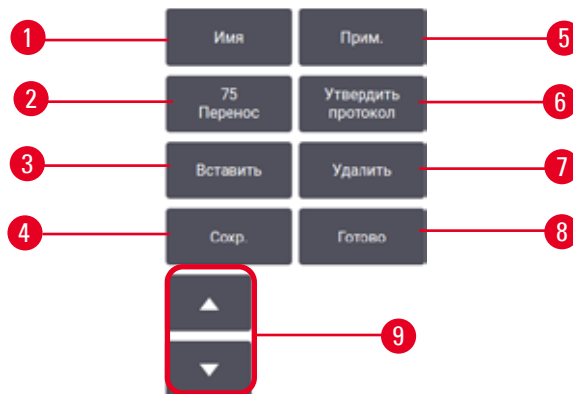 1 Имя Прим. 5
2 75 Перенос Утвердить протокол 6
3 Вставить Удалить 7
4 Сохр. Готово 8
9